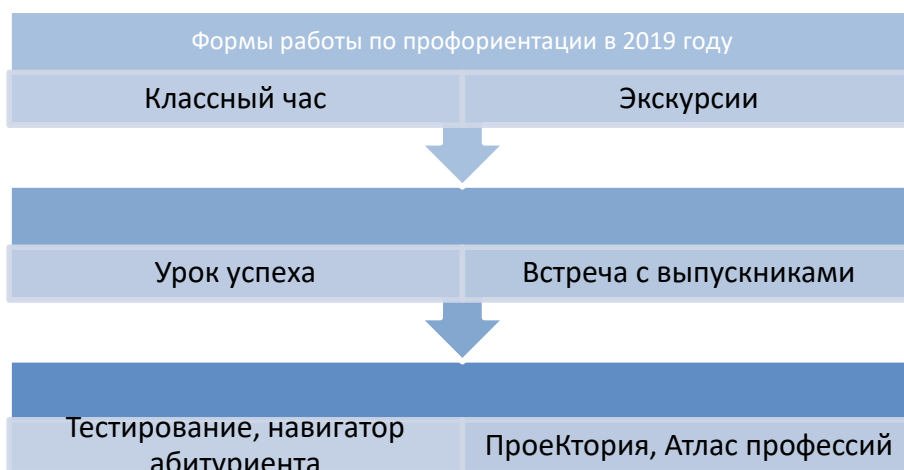 Формы работы по профориентации в 2019 году
Классный час
Экскурсии
Урок успеха
Встреча с выпускниками
Тестирование, навигатор
абитуриента
ПроеКтория, Атлас профессий